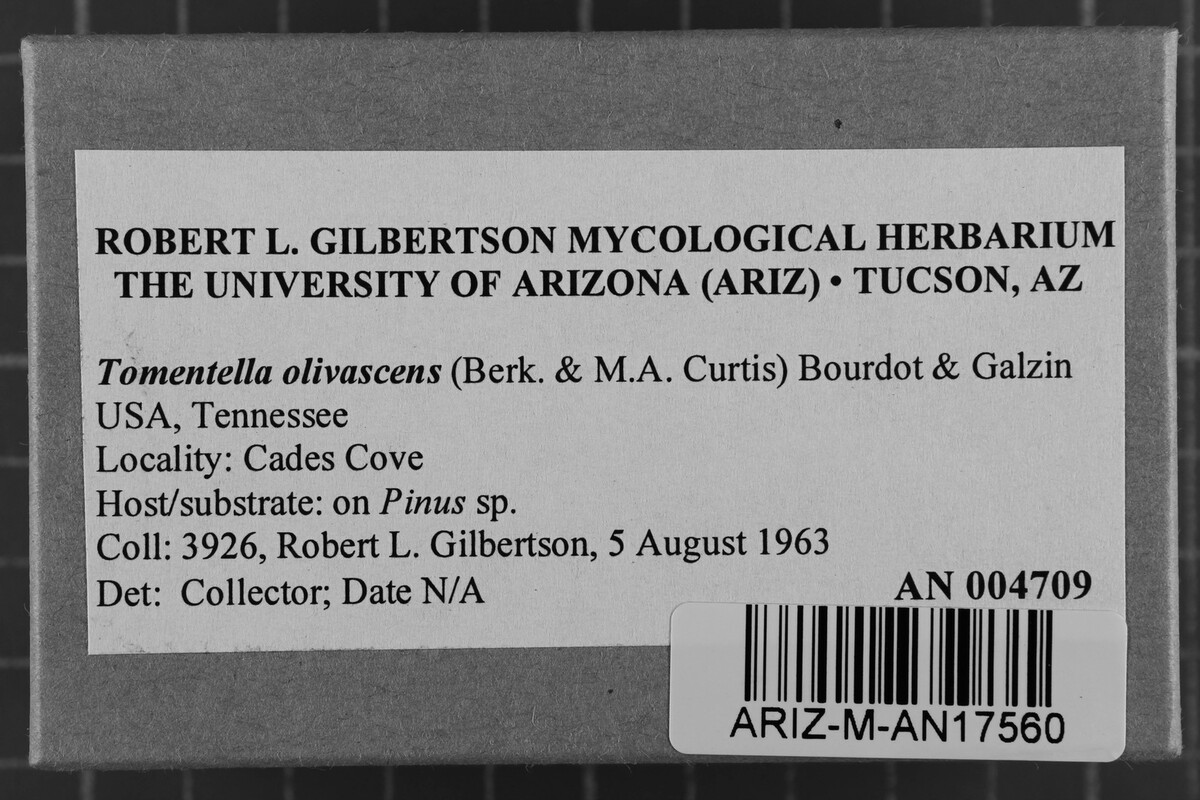 ROBERT L. GILBERTSON MYCOLOGICAL HERBARIUM
THE UNIVERSITY OF ARIZONA (ARIZ) • TUCSON, AZ
Tomentella olivascens (Berk. & M.A. Curtis) Bourdot & Galzin
USA, Tennessee
Locality: Cades Cove
Host/substrate: on Pinus sp.
Coll: 3926, Robert L. Gilbertson, 5 August 1963
Det: Collector; Date N/A
AN 004709
ARIZ-M-AN17560